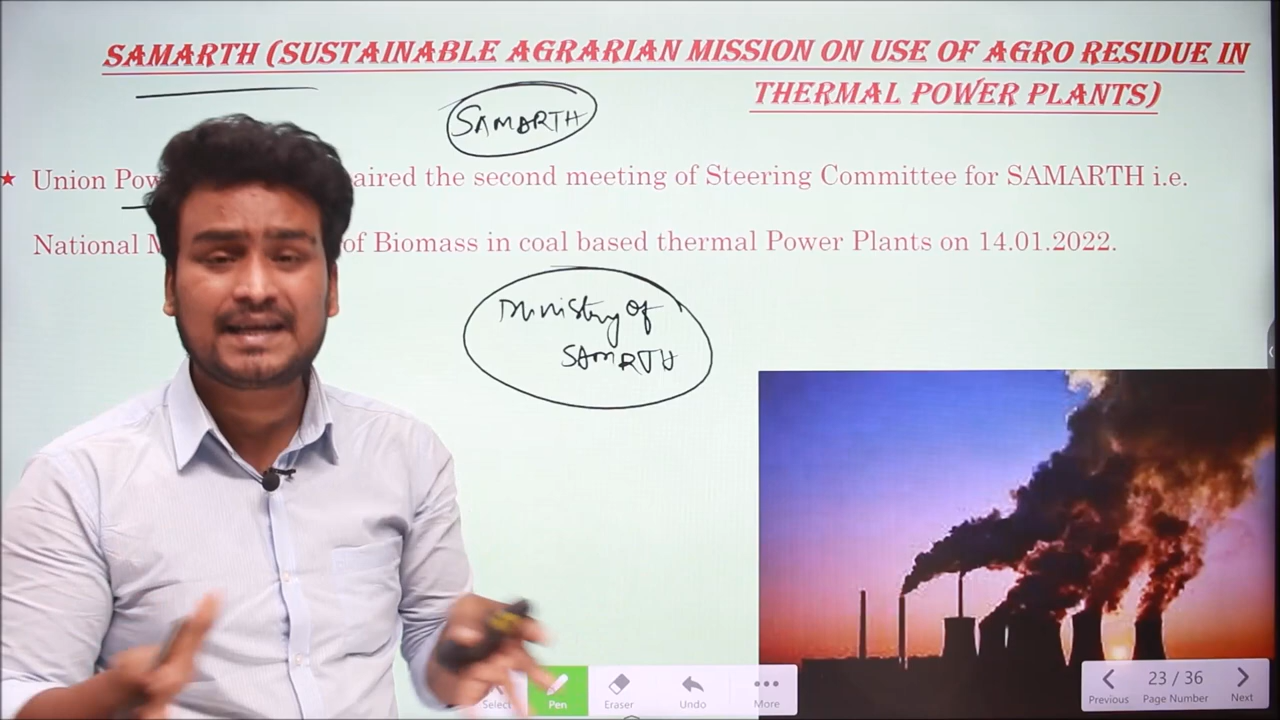 SAMARTH (SUSTAINABLE AGRARIAN MISSION ON USE OF AGRO RESIDUE IN
THERMAL POWER PLANTS)
SAMARTH
★ Union Pow aired the second meeting of Steering Committee for SAMARTH i.e.
National M of Biomass in coal based thermal Power Plants on 14.01.2022.
Ministry of
SAMRTH
Select
Pen
Eraser
Undo
More
Previous
23 / 36
Page Number
Next